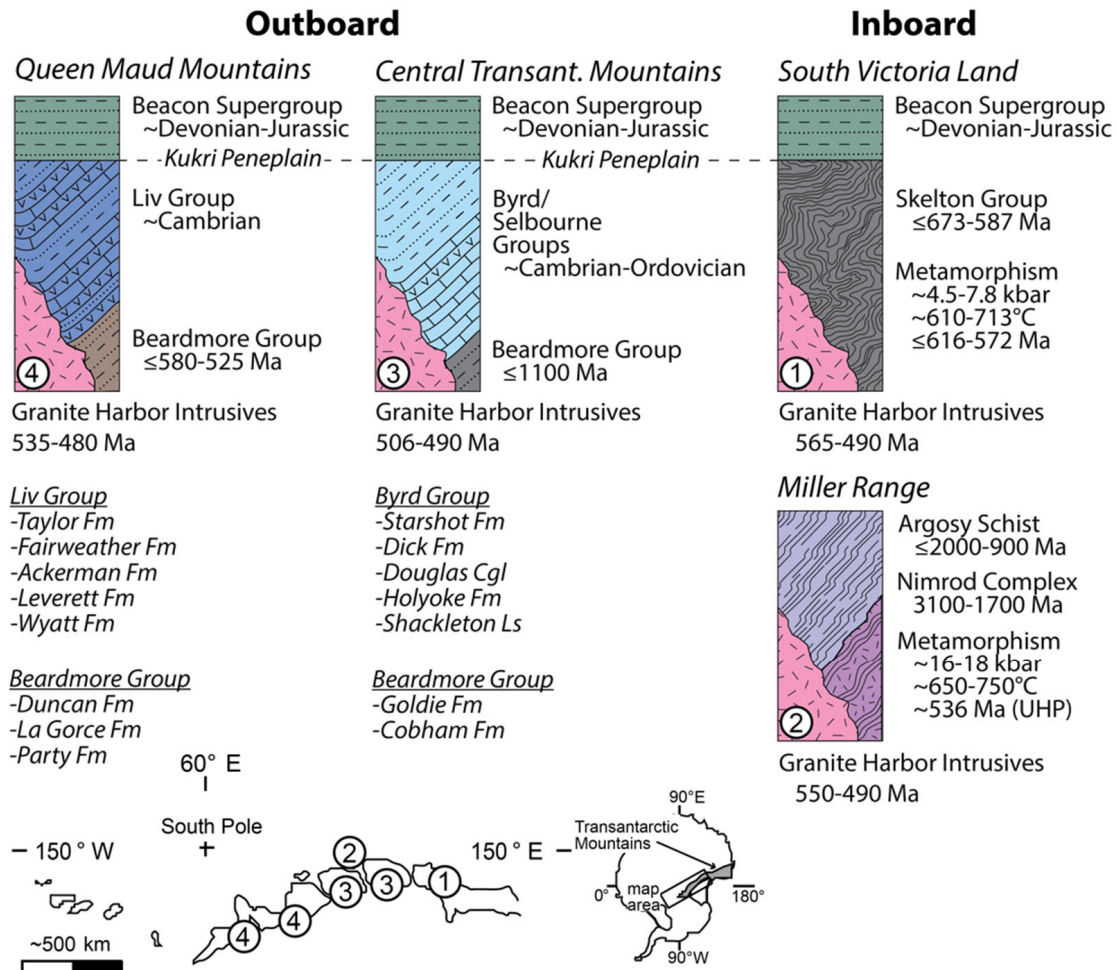 Outboard
Inboard
Queen Maud Mountains
Central Transant. Mountains
South Victoria Land
Beacon Supergroup
~Devonian-Jurassic
Kukri Peneplain
Liv Group
~Cambrian
Beardmore Group
≤580-525 Ma
4
Granite Harbor Intrusives
535-480 Ma
Beacon Supergroup
~Devonian-Jurassic
Kukri Peneplain
Byrd/
Selbourne
Groups
~Cambrian-Ordovician
Beardmore Group
≤1100 Ma
3
Granite Harbor Intrusives
506-490 Ma
Beacon Supergroup
~Devonian-Jurassic
Skelton Group
≤673-587 Ma
Metamorphism
~4.5-7.8 kbar
~610-713°C
≤616-572 Ma
1
Granite Harbor Intrusives
565-490 Ma
Liv Group
-Taylor Fm
-Fairweather Fm
-Ackerman Fm
-Leverett Fm
-Wyatt Fm
Beardmore Group
-Duncan Fm
-La Gorce Fm
-Party Fm
Byrd Group
-Starshot Fm
-Dick Fm
-Douglas Cgl
-Holyoke Fm
-Shackleton Ls
Beardmore Group
-Goldie Fm
-Cobham Fm
Miller Range
Argosy Schist
≤2000-900 Ma
Nimrod Complex
3100-1700 Ma
Metamorphism
~16-18 kbar
~650-750°C
~536 Ma (UHP)
2
Granite Harbor Intrusives
550-490 Ma
60° E
South Pole
150° W
150° E
2
3
3
1
4
4
~500 km
90°E
Transantarctic
Mountains
0°
map
area
180°
90°W